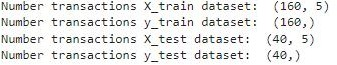 Number transactions X_train dataset:  (160, 5)
Number transactions y_train dataset:  (160,)
Number transactions X_test dataset:  (40, 5)
Number transactions y_test dataset:  (40,)